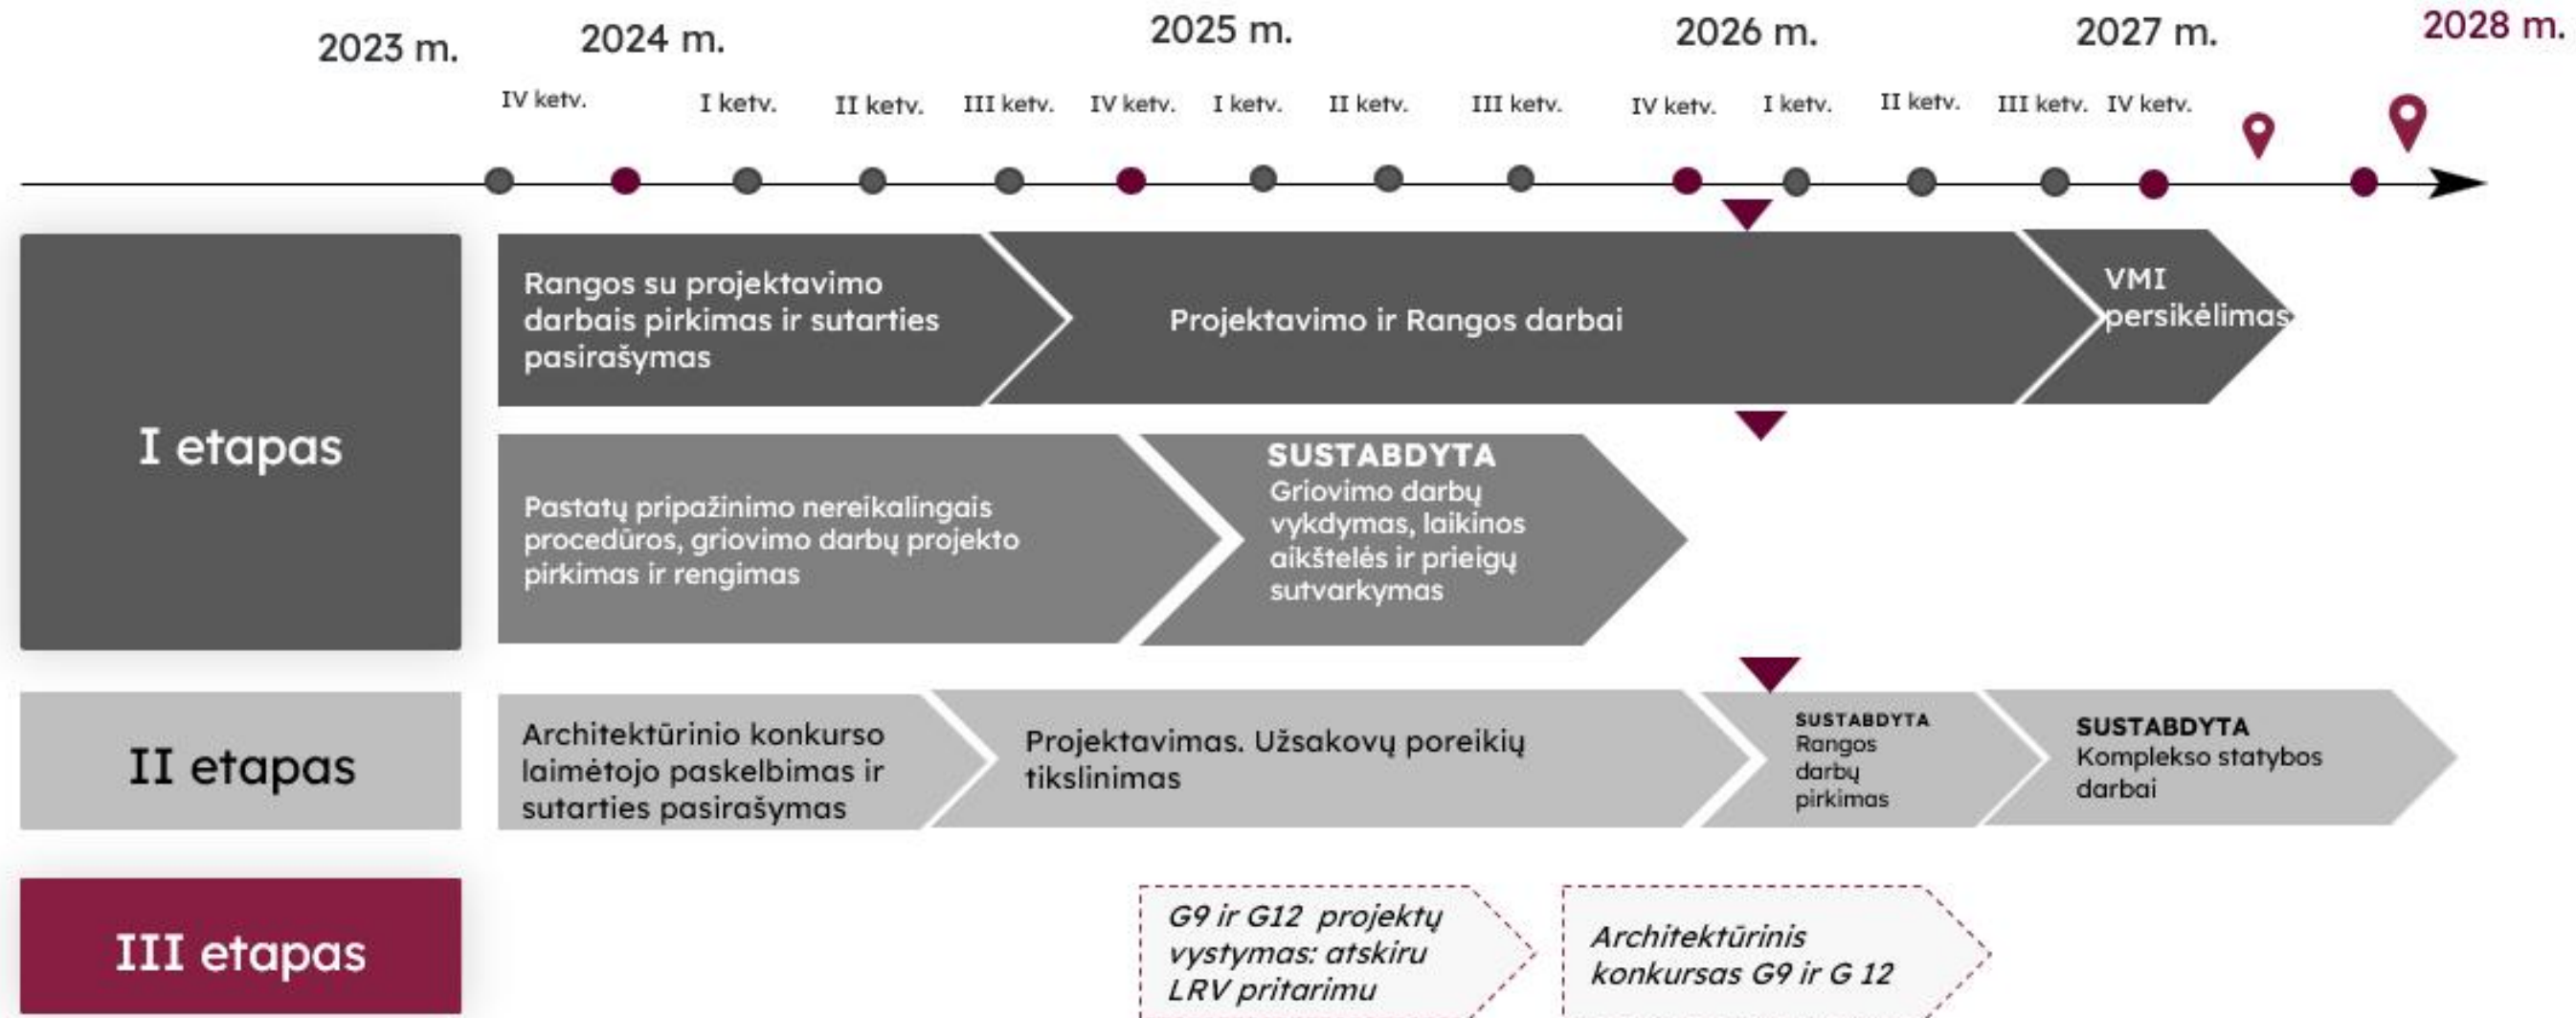 2023 m.
2024 m.
2025 m.
2026 m.
2027 m.
2028 m.
IV ketv.
I ketv.
II ketv.
III ketv.
IV ketv.
I ketv.
II ketv.
III ketv.
IV ketv.
I ketv.
II ketv.
III ketv.
IV ketv.
I etapas
Rangos su projektavimo
darbais pirkimas ir sutarties
pasirašymas
Projektavimo ir Rangos darbai
VMI
persikėlimas
Pastatų pripažinimo nereikalingais
procedūros, griovimo darbų projekto
pirkimas ir rengimas
SUSTABDYTA
Griovimo darbų
vykdymas, laikinos
aikštelės ir prieigų
sutvarkymas
II etapas
Architektūrinio konkurso
laimėtojo paskelbimas ir
sutarties pasirašymas
Projektavimas. Užsakovų poreikių
tikslinimas
SUSTABDYTA
Rangos
darbų
pirkimas
SUSTABDYTA
Komplekso statybos
darbai
III etapas
G9 ir G12 projektų
vystymas: atskiru
LRV pritarimu
Architektūrinis
konkursas G9 ir G 12